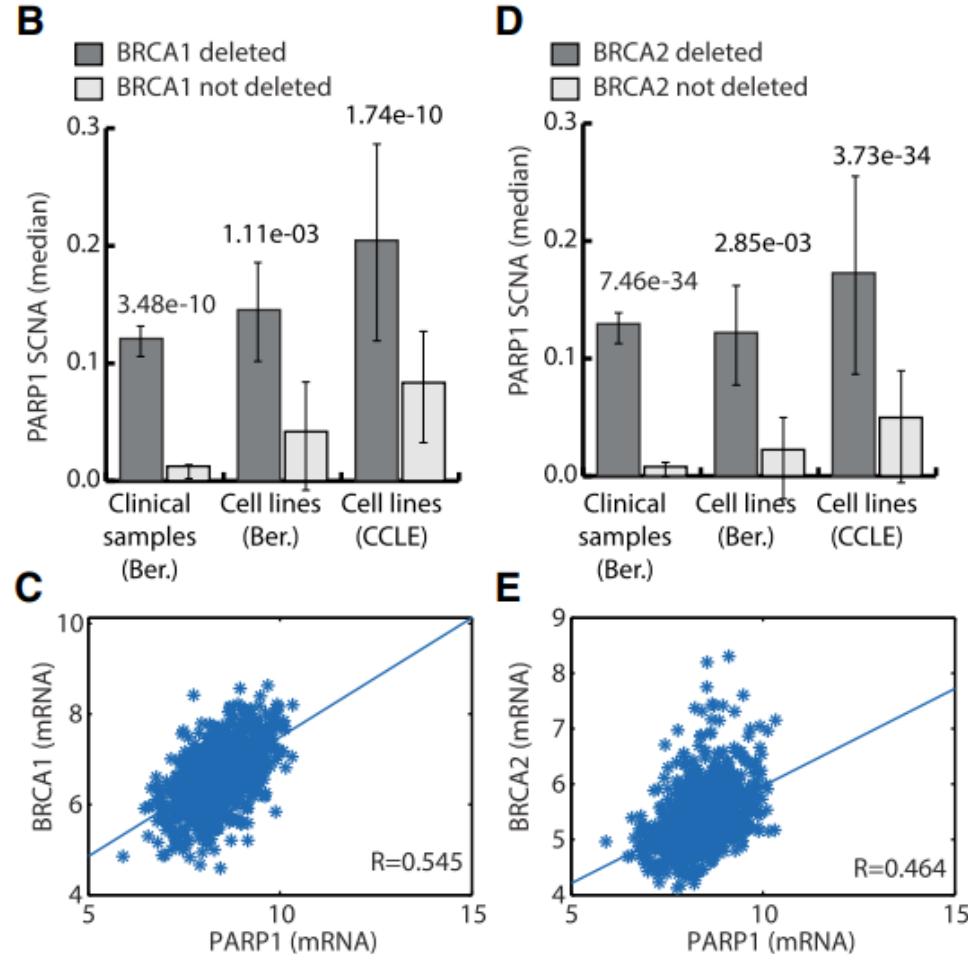 B
BRCA1 deleted
BRCA1 not deleted
PARP1 SCNA (median)
0.3
0.2
0.1
0.0
3.48e-10
1.11e-03
1.74e-10
Clinical
samples
(Ber.)
Cell lines
(Ber.)
Cell lines
(CCLE)
D
BRCA2 deleted
BRCA2 not deleted
PARP1 SCNA (median)
0.3
0.2
0.1
0.0
7.46e-34
2.85e-03
3.73e-34
Clinical
samples
(Ber.)
Cell lines
(Ber.)
Cell lines
(CCLE)
C
BRCA1 (mRNA)
10
8
6
4
R=0.545
5
10
15
PARP1 (mRNA)
E
BRCA2 (mRNA)
9
8
7
6
5
4
R=0.464
5
10
15
PARP1 (mRNA)